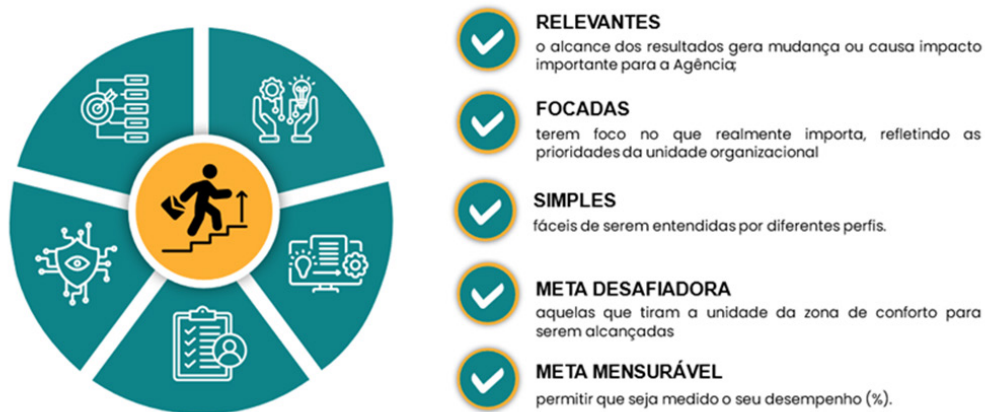 RELEVANTES
o alcance dos resultados gera mudança ou causa impacto
importante para a Agência;
FOCADAS
terem foco no que realmente importa, refletindo as
prioridades da unidade organizacional
SIMPLES
fáceis de serem entendidas por diferentes perfis.
META DESAFIADORA
aquelas que tiram a unidade da zona de conforto para
serem alcançadas
META MENSURÁVEL
permitir que seja medido o seu desempenho (%).